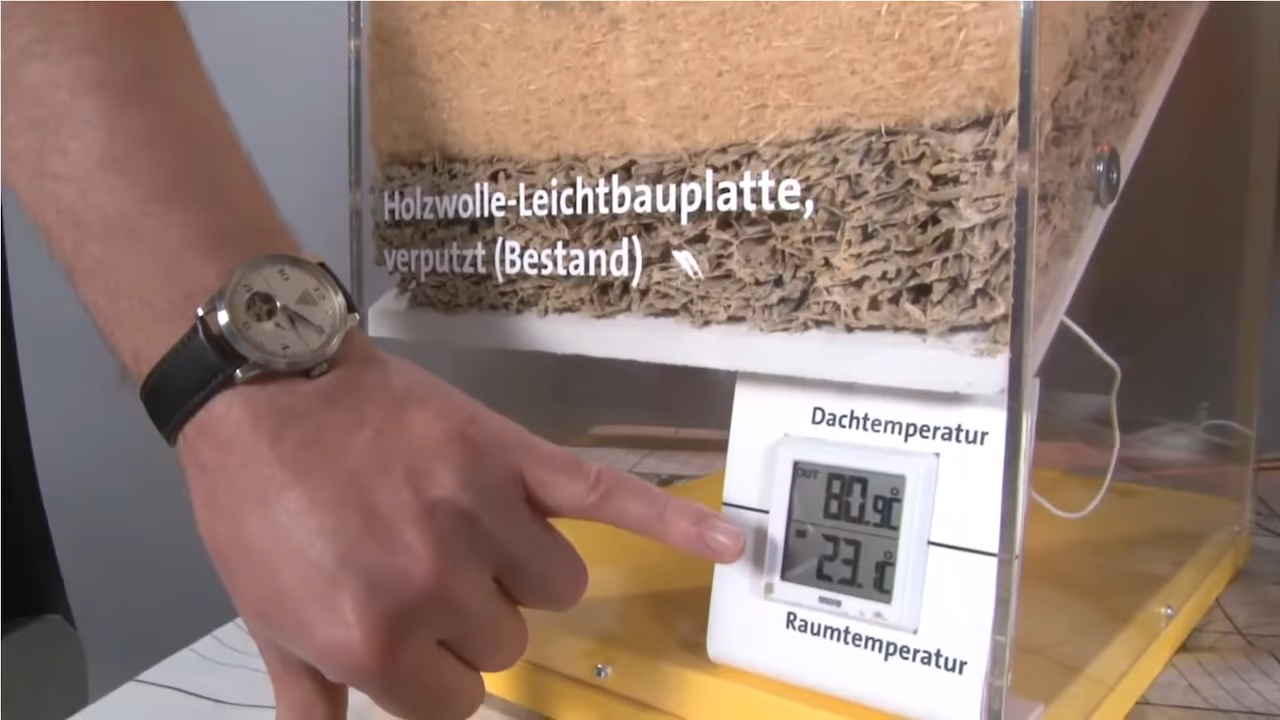 Holzwolle-Leichtbauplatte,
verputzt (Bestand)
Dachtemperatur
OUT
80.9°C
23.1°C
Raumtemperatur